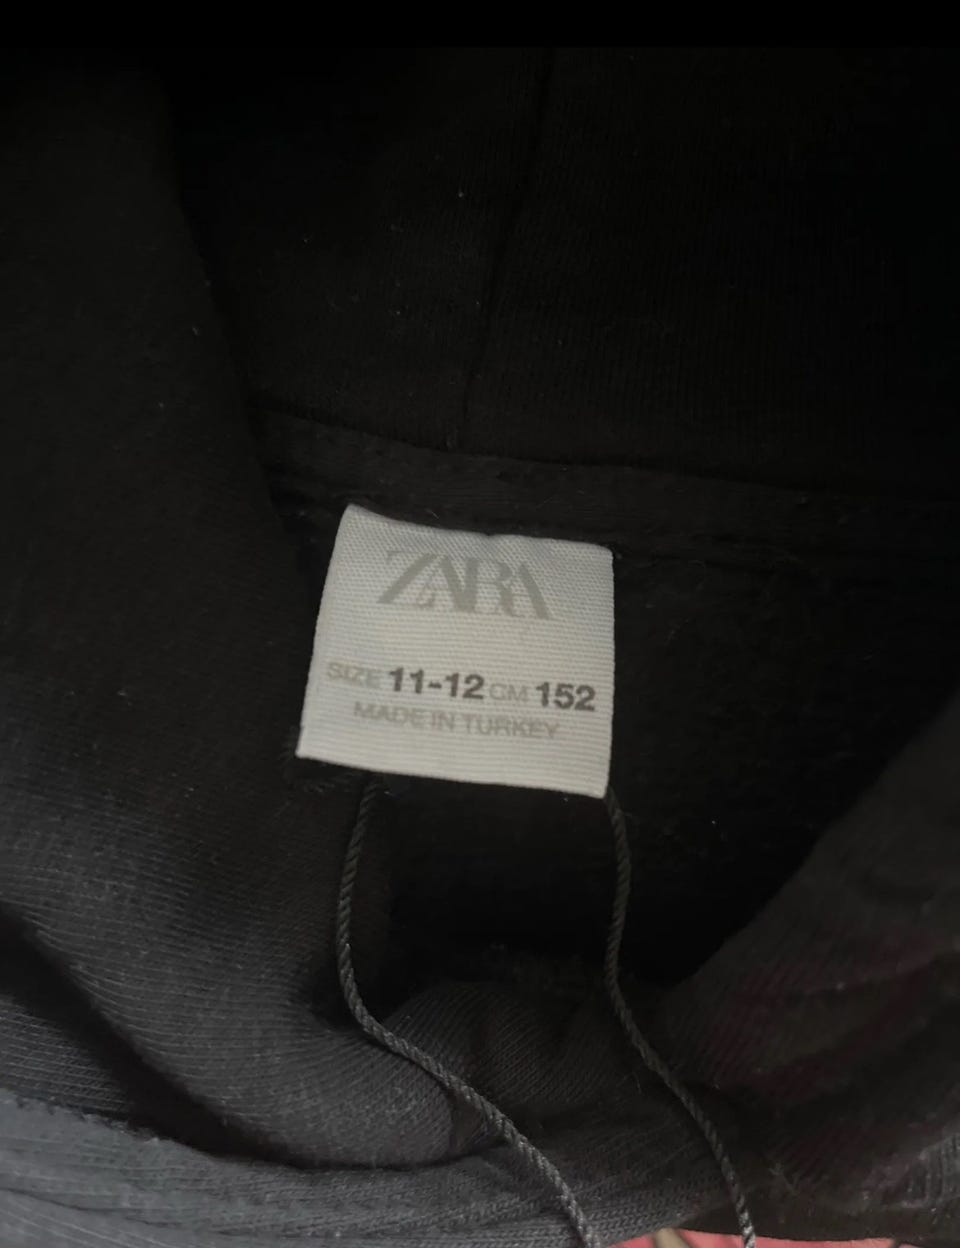 ZARA
SIZE 11-12 CM 152
MADE IN TURKEY